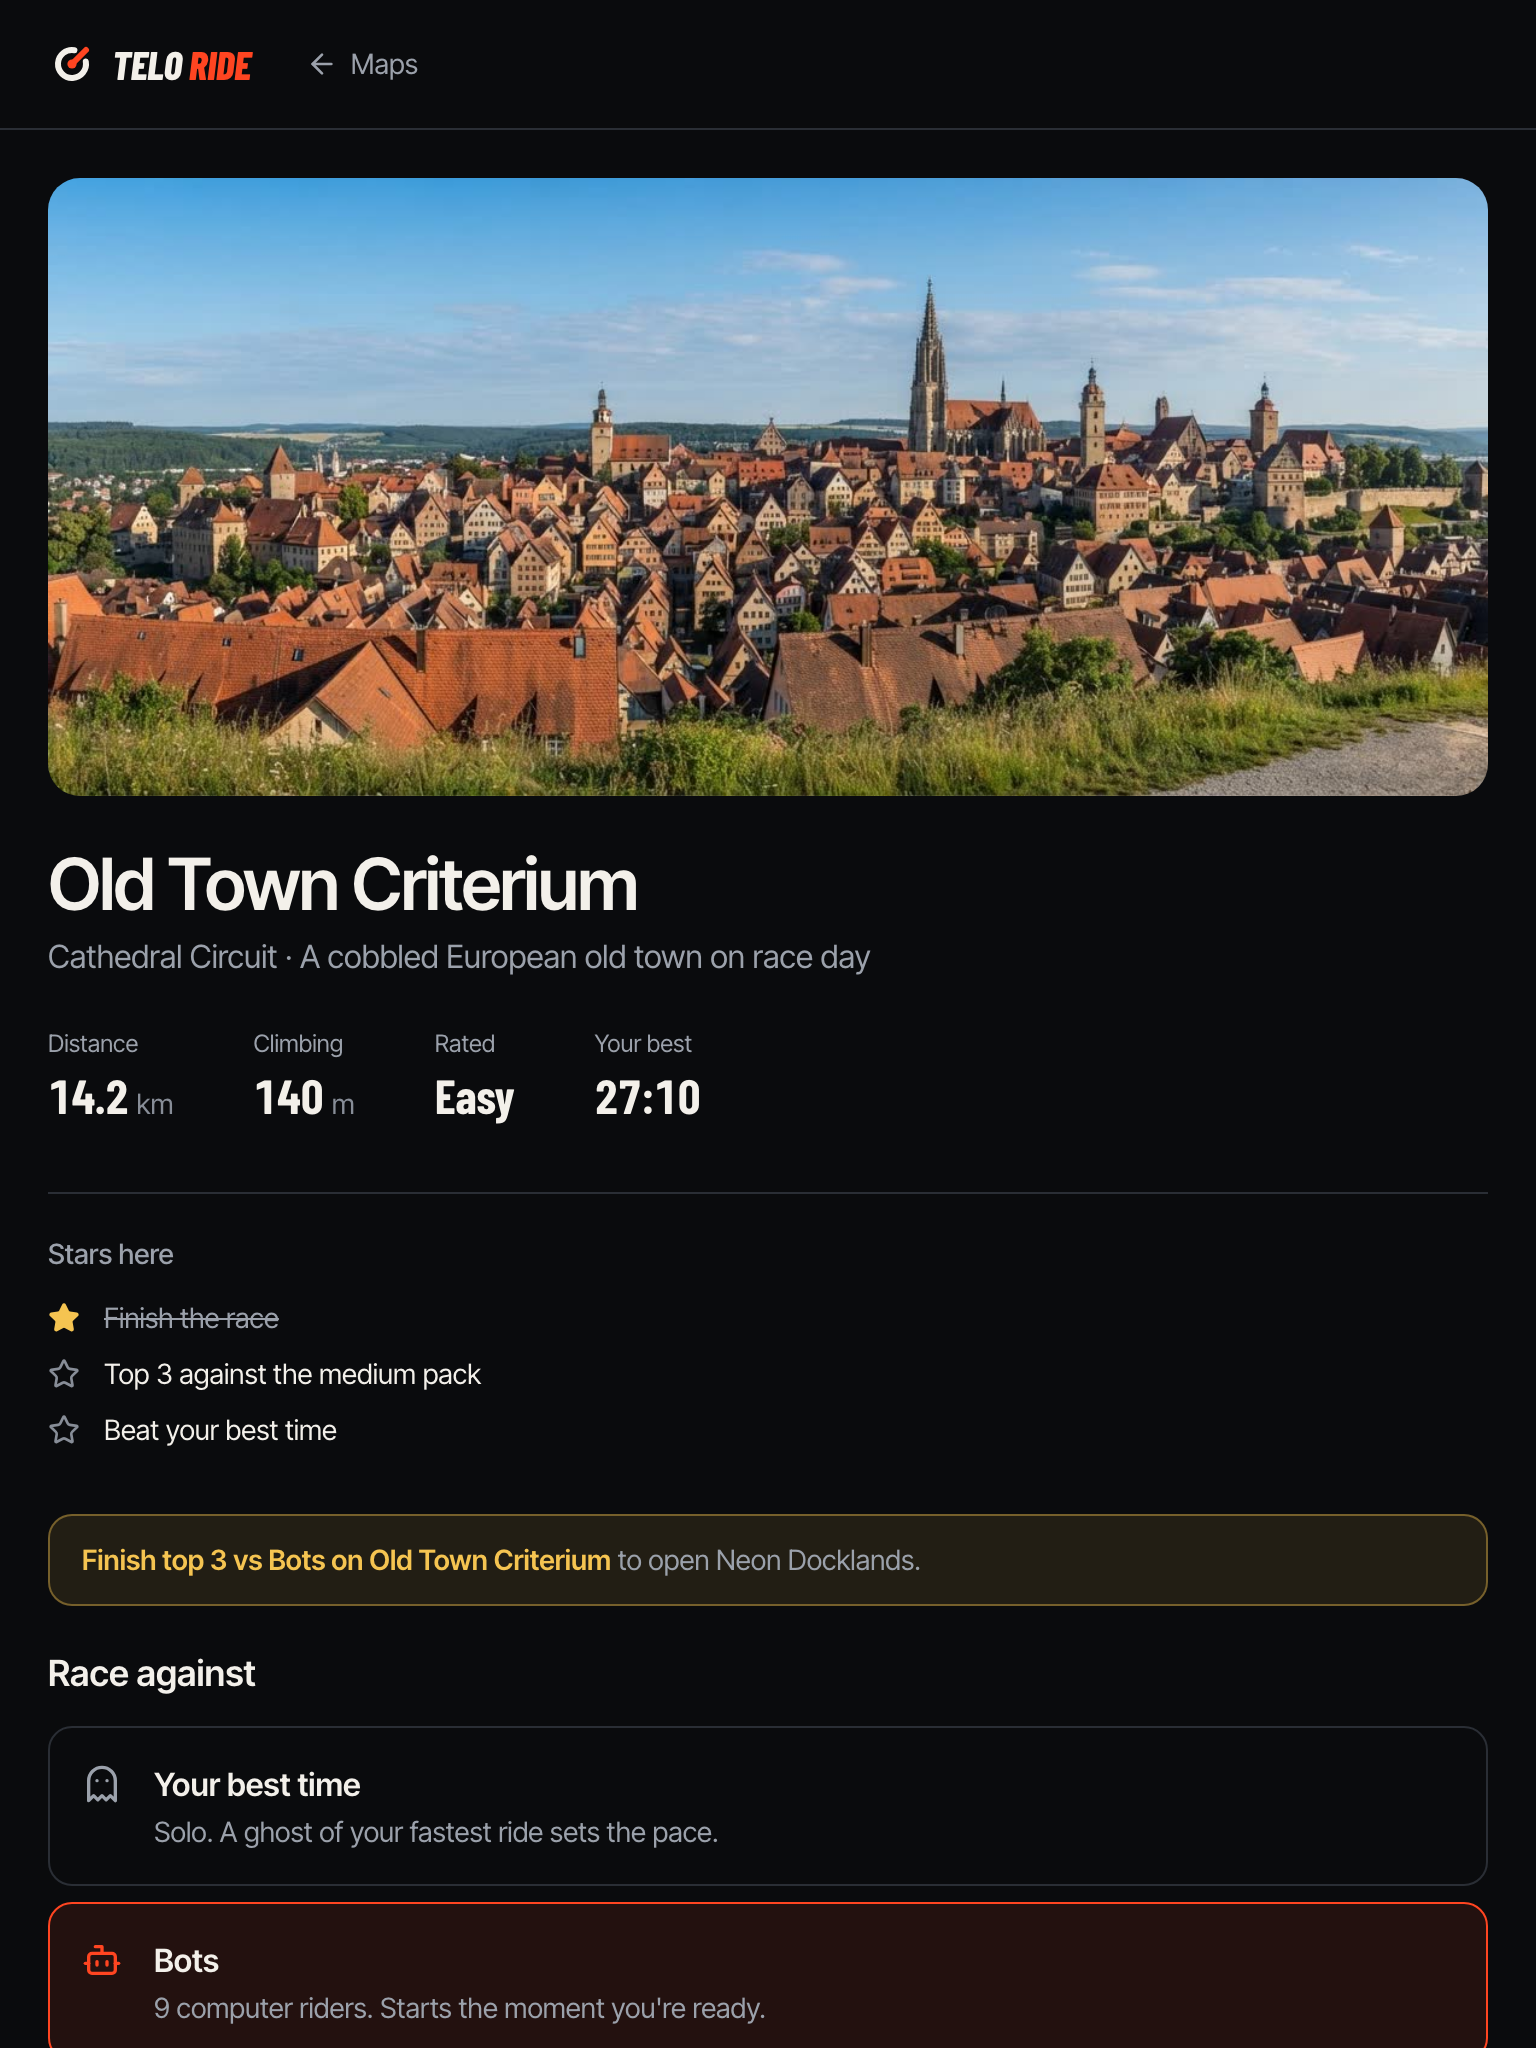 TELO RIDE
Maps
Old Town Criterium
Cathedral Circuit · A cobbled European old town on race day
Distance Climbing Rated Your best
14.2 km 140 m Easy 27:10
Stars here
Finish the race
Top 3 against the medium pack
Beat your best time
Finish top 3 vs Bots on Old Town Criterium to open Neon Docklands.
Race against
Your best time
Solo. A ghost of your fastest ride sets the pace.
Bots
9 computer riders. Starts the moment you're ready.